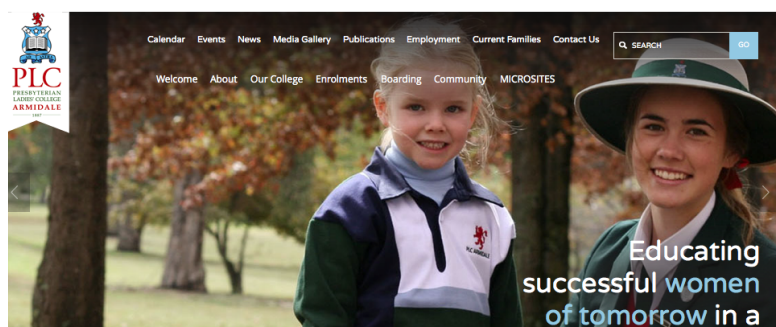 Calendar Events News Media Gallery Publications Employment Current Families Contact Us SEARCH GO
Welcome About Our College Enrolments Boarding Community MICROSITES
PLC
PRESBYTERIAN
LADIES' COLLEGE
ARMIDALE
1887
PLC ARMIDALE
Educating
successful women
of tomorrow in a